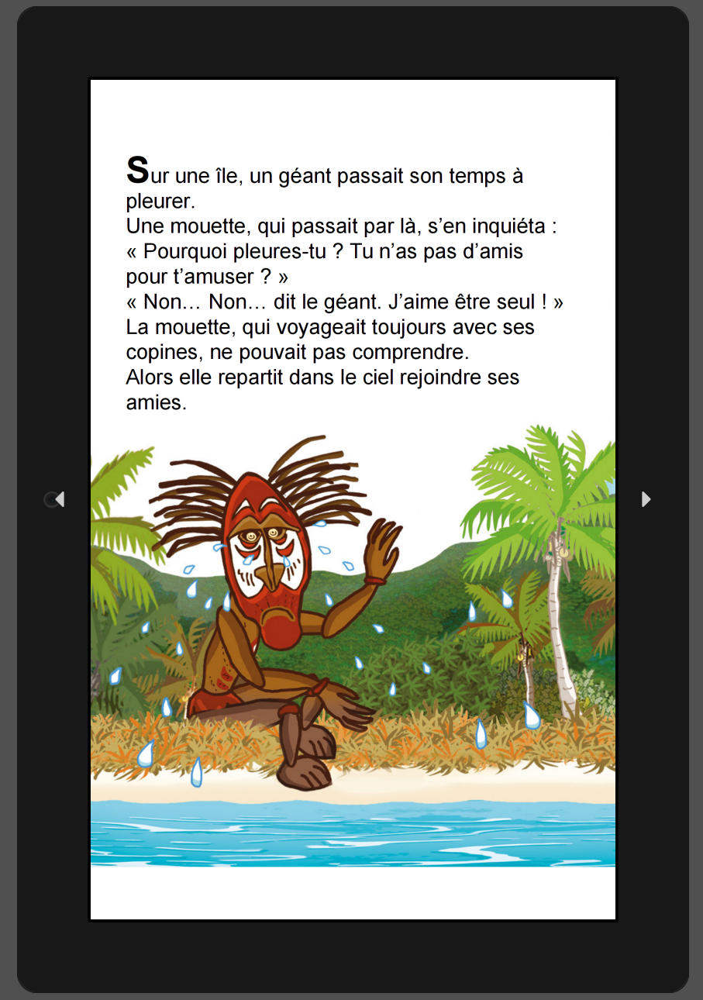 Sur une île, un géant passait son temps à
pleurer.
Une mouette, qui passait par là, s’en inquiéta :
« Pourquoi pleures-tu ? Tu n’as pas d’amis
pour t’amuser ? »
« Non… Non… dit le géant. J’aime être seul ! »
La mouette, qui voyageait toujours avec ses
copines, ne pouvait pas comprendre.
Alors elle repartit dans le ciel rejoindre ses
amies.